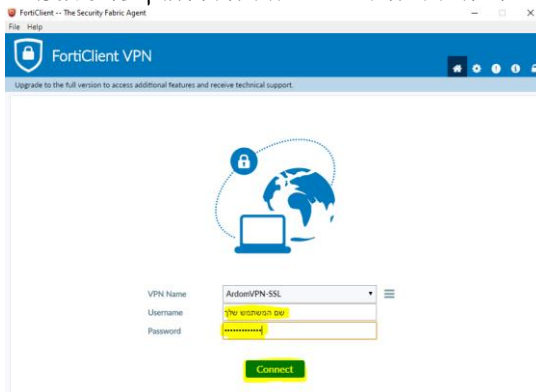 FortiClient -- The Security Fabric Agent
File Help
FortiClient VPN
Upgrade to the full version to access additional features and receive technical support.
VPN Name ArdomVPN-SSL
Username שם המשתמש שלך
Password ••••••••••••
Connect